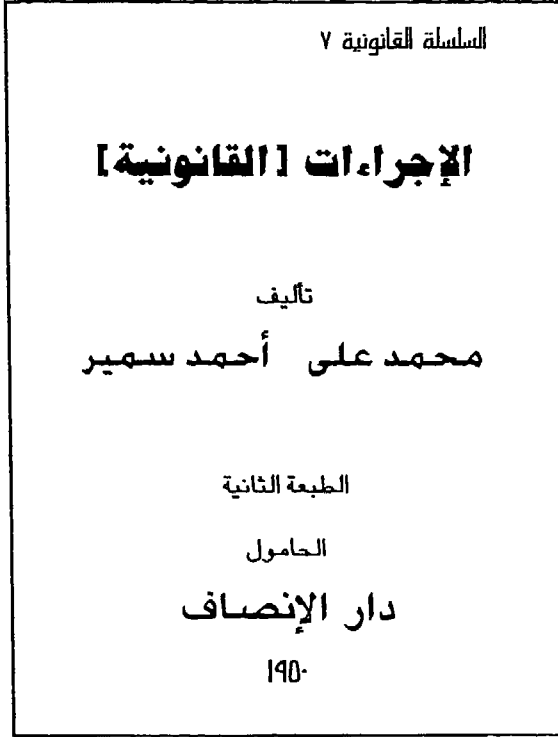 السلسلة القانونية ٧
الإجراءات [القانونية]
تأليف
محمد على أحمد سمير
الطبعة الثانية
الحامول
دار الإنصاف
١٩٥٠